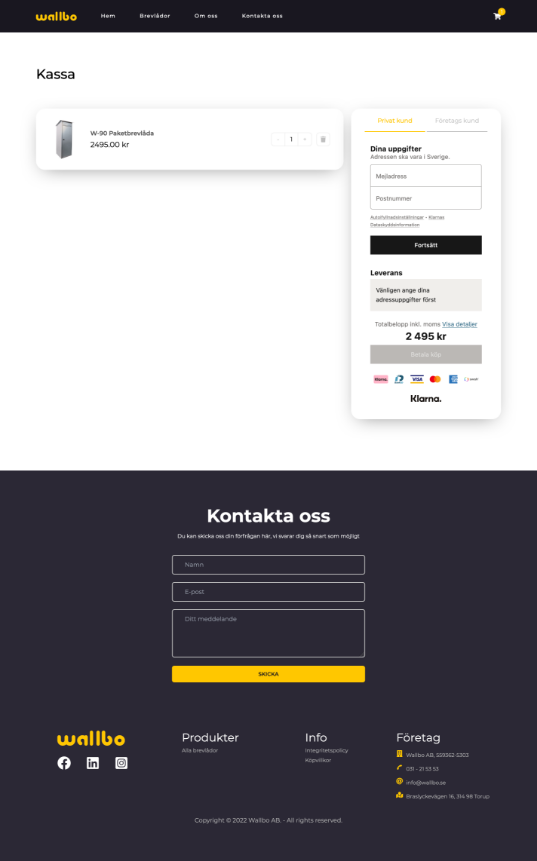 wallbo
Hem Brevlådor Om oss Kontakta oss
Kassa
W-90 Paketbrevlåda
2495.00 kr
- 1 +
Privat kund Företags kund
Dina uppgifter
Adressen ska vara i Sverige.
Mejladress
Postnummer
Autofyllnadsinställningar • Klarnas
Dataskyddsinformation
Fortsätt
Leverans
Vänligen ange dina
adressuppgifter först
Totalbelopp inkl. moms Visa detaljer
2 495 kr
Betala köp
Klarna. VISA
Klarna.
Kontakta oss
Du kan skicka oss din förfrågan här, vi svarar dig så snart som möjligt
Namn
E-post
Ditt meddelande
SKICKA
wallbo
Produkter
Alla brevlådor
Info
Integritetspolicy
Köpvillkor
Företag
Wallbo AB, 559362-5303
031 - 21 53 53
info@wallbo.se
Braslyckevägen 16, 314 98 Torup
Copyright © 2022 Wallbo AB. - All rights reserved.